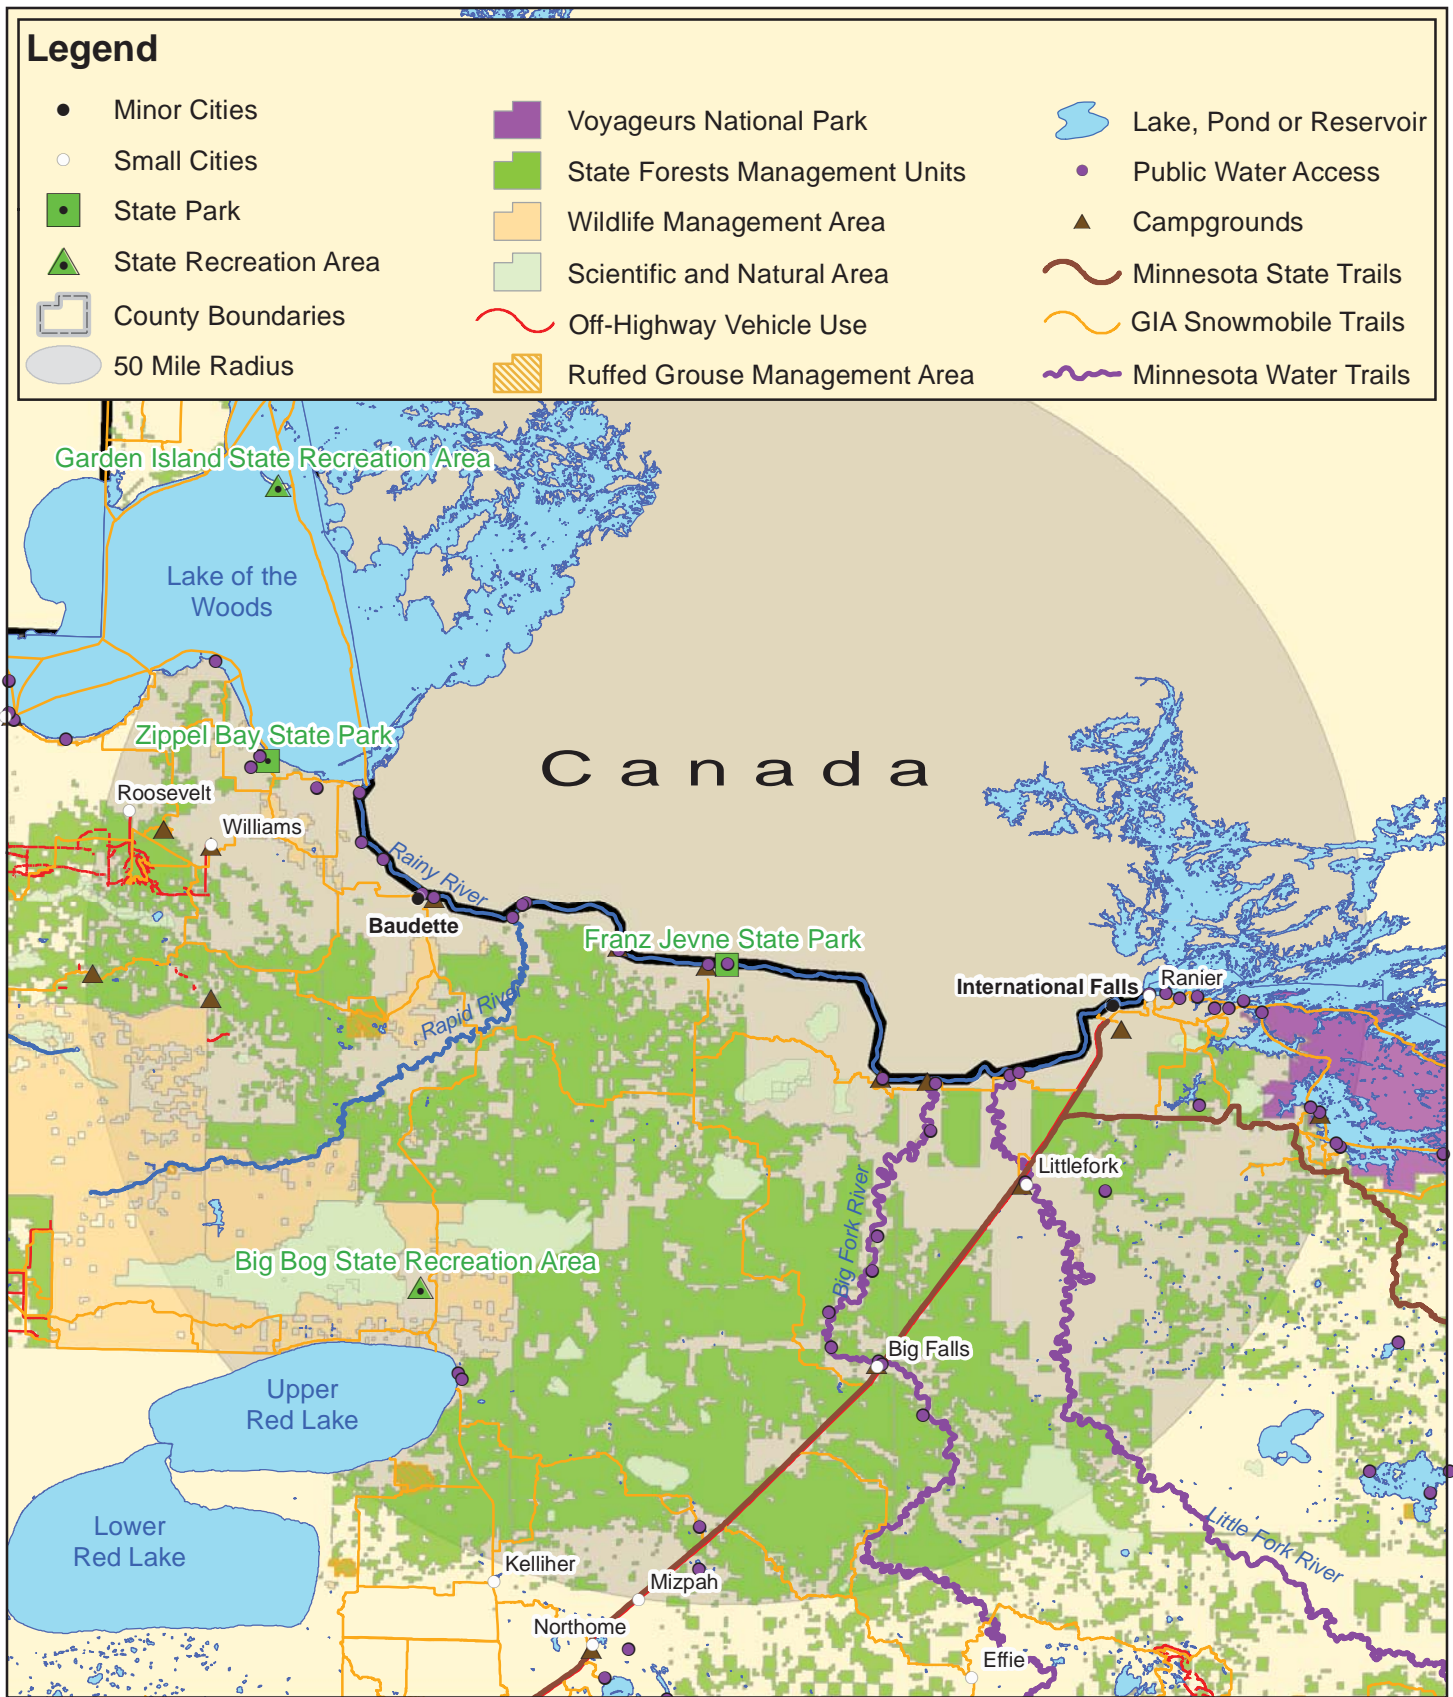 Legend
Minor Cities
Small Cities
State Park
State Recreation Area
County Boundaries
50 Mile Radius
Voyageurs National Park
State Forests Management Units
Wildlife Management Area
Scientific and Natural Area
Off-Highway Vehicle Use
Ruffed Grouse Management Area
Lake, Pond or Reservoir
Public Water Access
Campgrounds
Minnesota State Trails
GIA Snowmobile Trails
Minnesota Water Trails
Garden Island State Recreation Area
Lake of the
Woods
Zippel Bay State Park
Canada
Roosevelt
Williams
Rainy River
Baudette
Franz Jevne State Park
International Falls
Ranier
Rapid River
Littlefork
Big Fork River
Big Bog State Recreation Area
Big Falls
Upper
Red Lake
Lower
Red Lake
Little Fork River
Kelliher
Mizpah
Northome
Effie